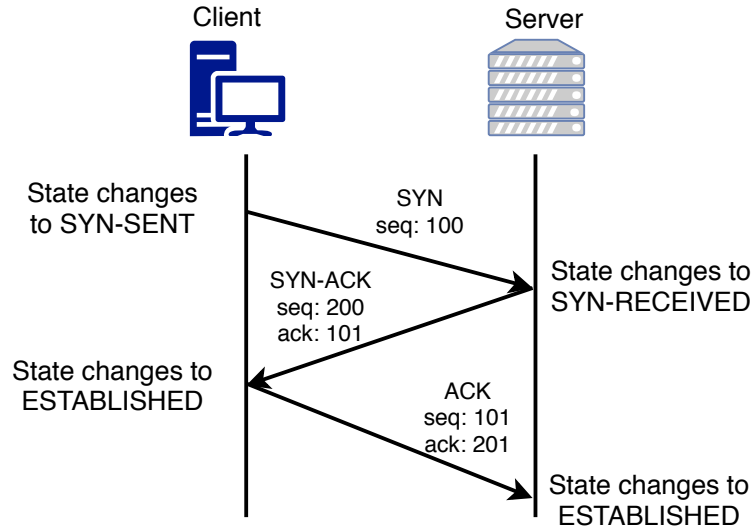 Client
Server
State changes
to SYN-SENT
SYN
seq: 100
State changes to
SYN-RECEIVED
SYN-ACK
seq: 200
ack: 101
State changes to
ESTABLISHED
ACK
seq: 101
ack: 201
State changes to
ESTABLISHED